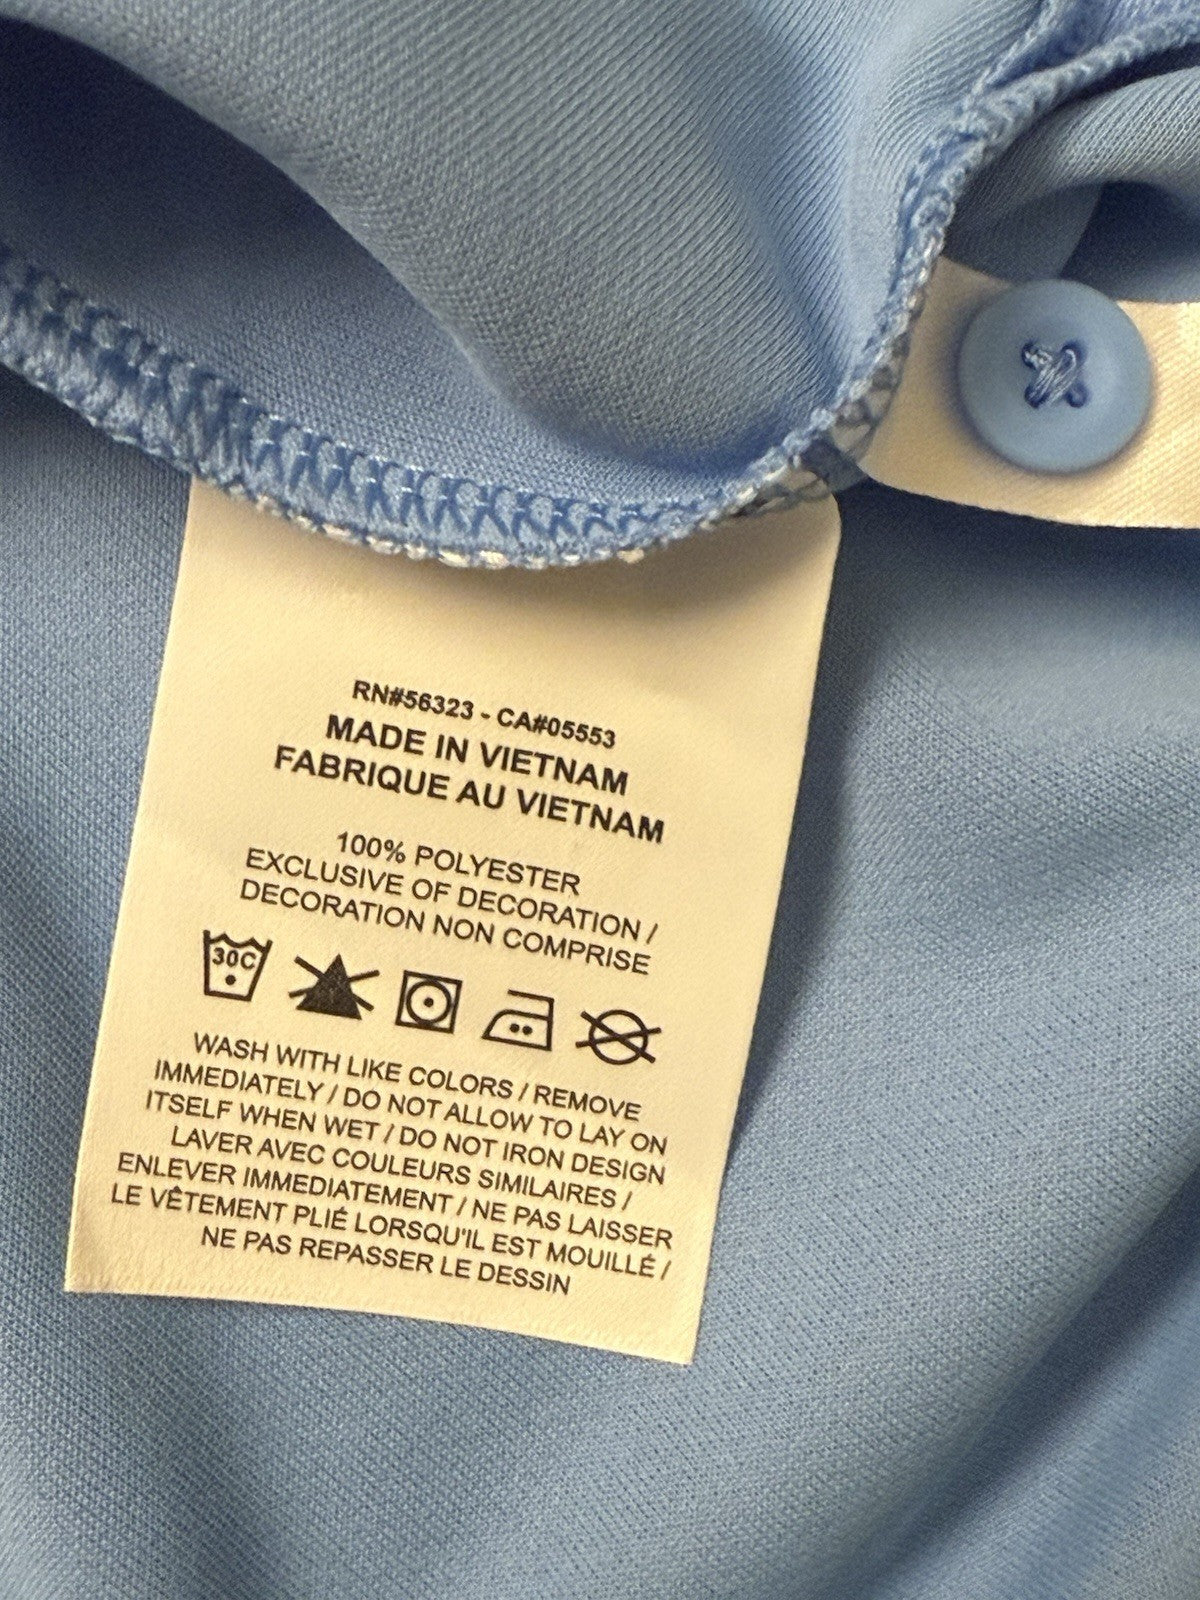 RN#56323 - CA#05553
MADE IN VIETNAM
FABRIQUE AU VIETNAM
100% POLYESTER
EXCLUSIVE OF DECORATION /
DECORATION NON COMPRISE
30C
WASH WITH LIKE COLORS / REMOVE
IMMEDIATELY / DO NOT ALLOW TO LAY ON
ITSELF WHEN WET / DO NOT IRON DESIGN
LAVER AVEC COULEURS SIMILAIRES /
ENLEVER IMMEDIATEMENT / NE PAS LAISSER
LE VÊTEMENT PLIÉ LORSQU'IL EST MOUILLÉ /
NE PAS REPASSER LE DESSIN